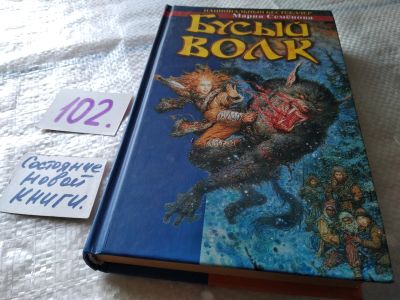 НАЦИОНАЛЬНЫЙ БЕСТСЕЛЛЕР
Мария Семёнова
БУСЫЙ
ВОЛК
102.
Состояние
новой
книги.